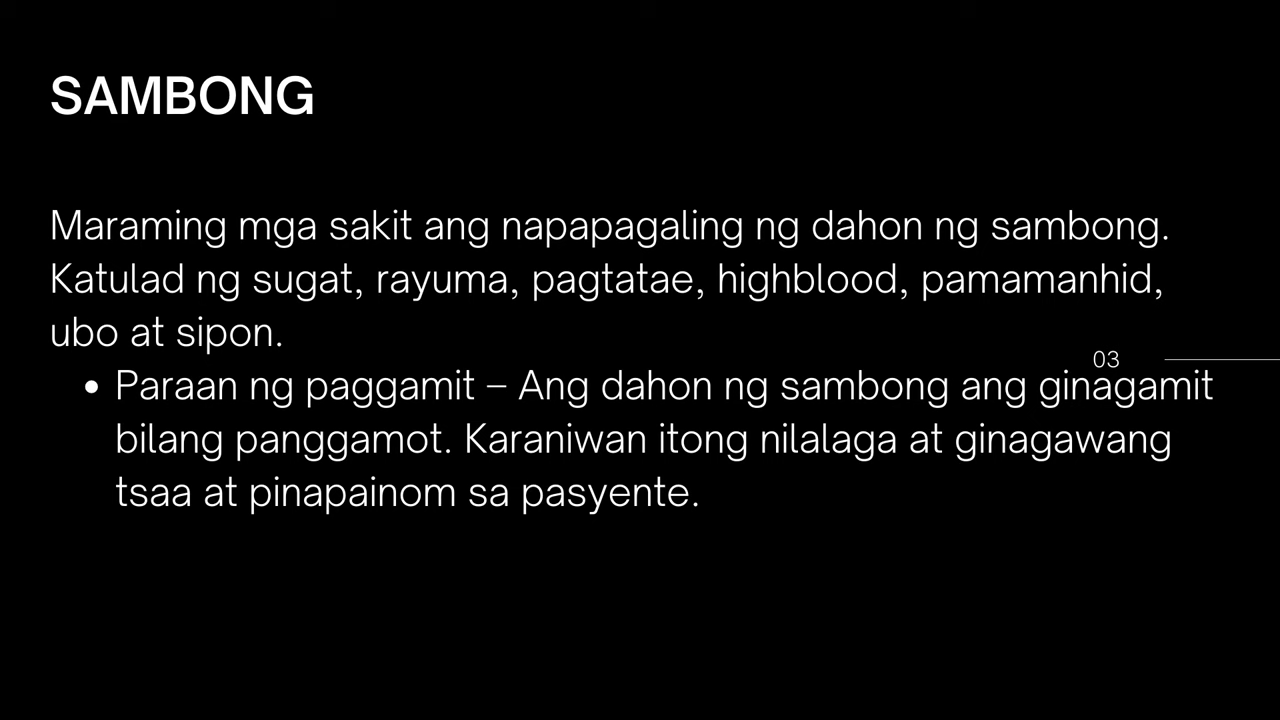 SAMBONG
Maraming mga sakit ang napapagaling ng dahon ng sambong.
Katulad ng sugat, rayuma, pagtatae, highblood, pamamanhid,
ubo at sipon.
03
• Paraan ng paggamit – Ang dahon ng sambong ang ginagamit
bilang panggamot. Karaniwan itong nilalaga at ginagawang
tsaa at pinapainom sa pasyente.